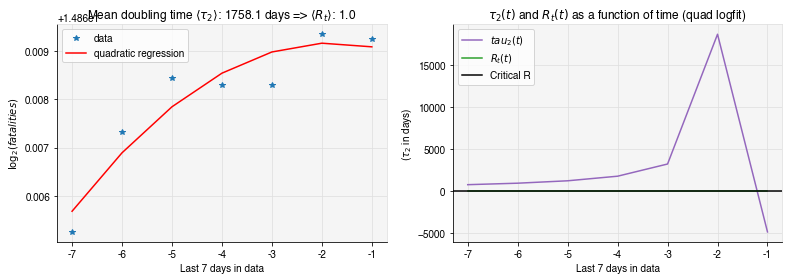 Mean doubling time ⟨τ₂⟩: 1758.1 days => ⟨Rₜ⟩: 1.0
data
quadratic regression
0.009
0.008
0.007
0.006
log₂(fatalities)
-7 -6 -5 -4 -3 -2 -1
Last 7 days in data
τ₂(t) and Rₜ(t) as a function of time (quad logfit)
tau₂(t)
Rₜ(t)
Critical R
15000
10000
5000
0
−5000
(τ₂ in days)
-7 -6 -5 -4 -3 -2 -1
Last 7 days in data